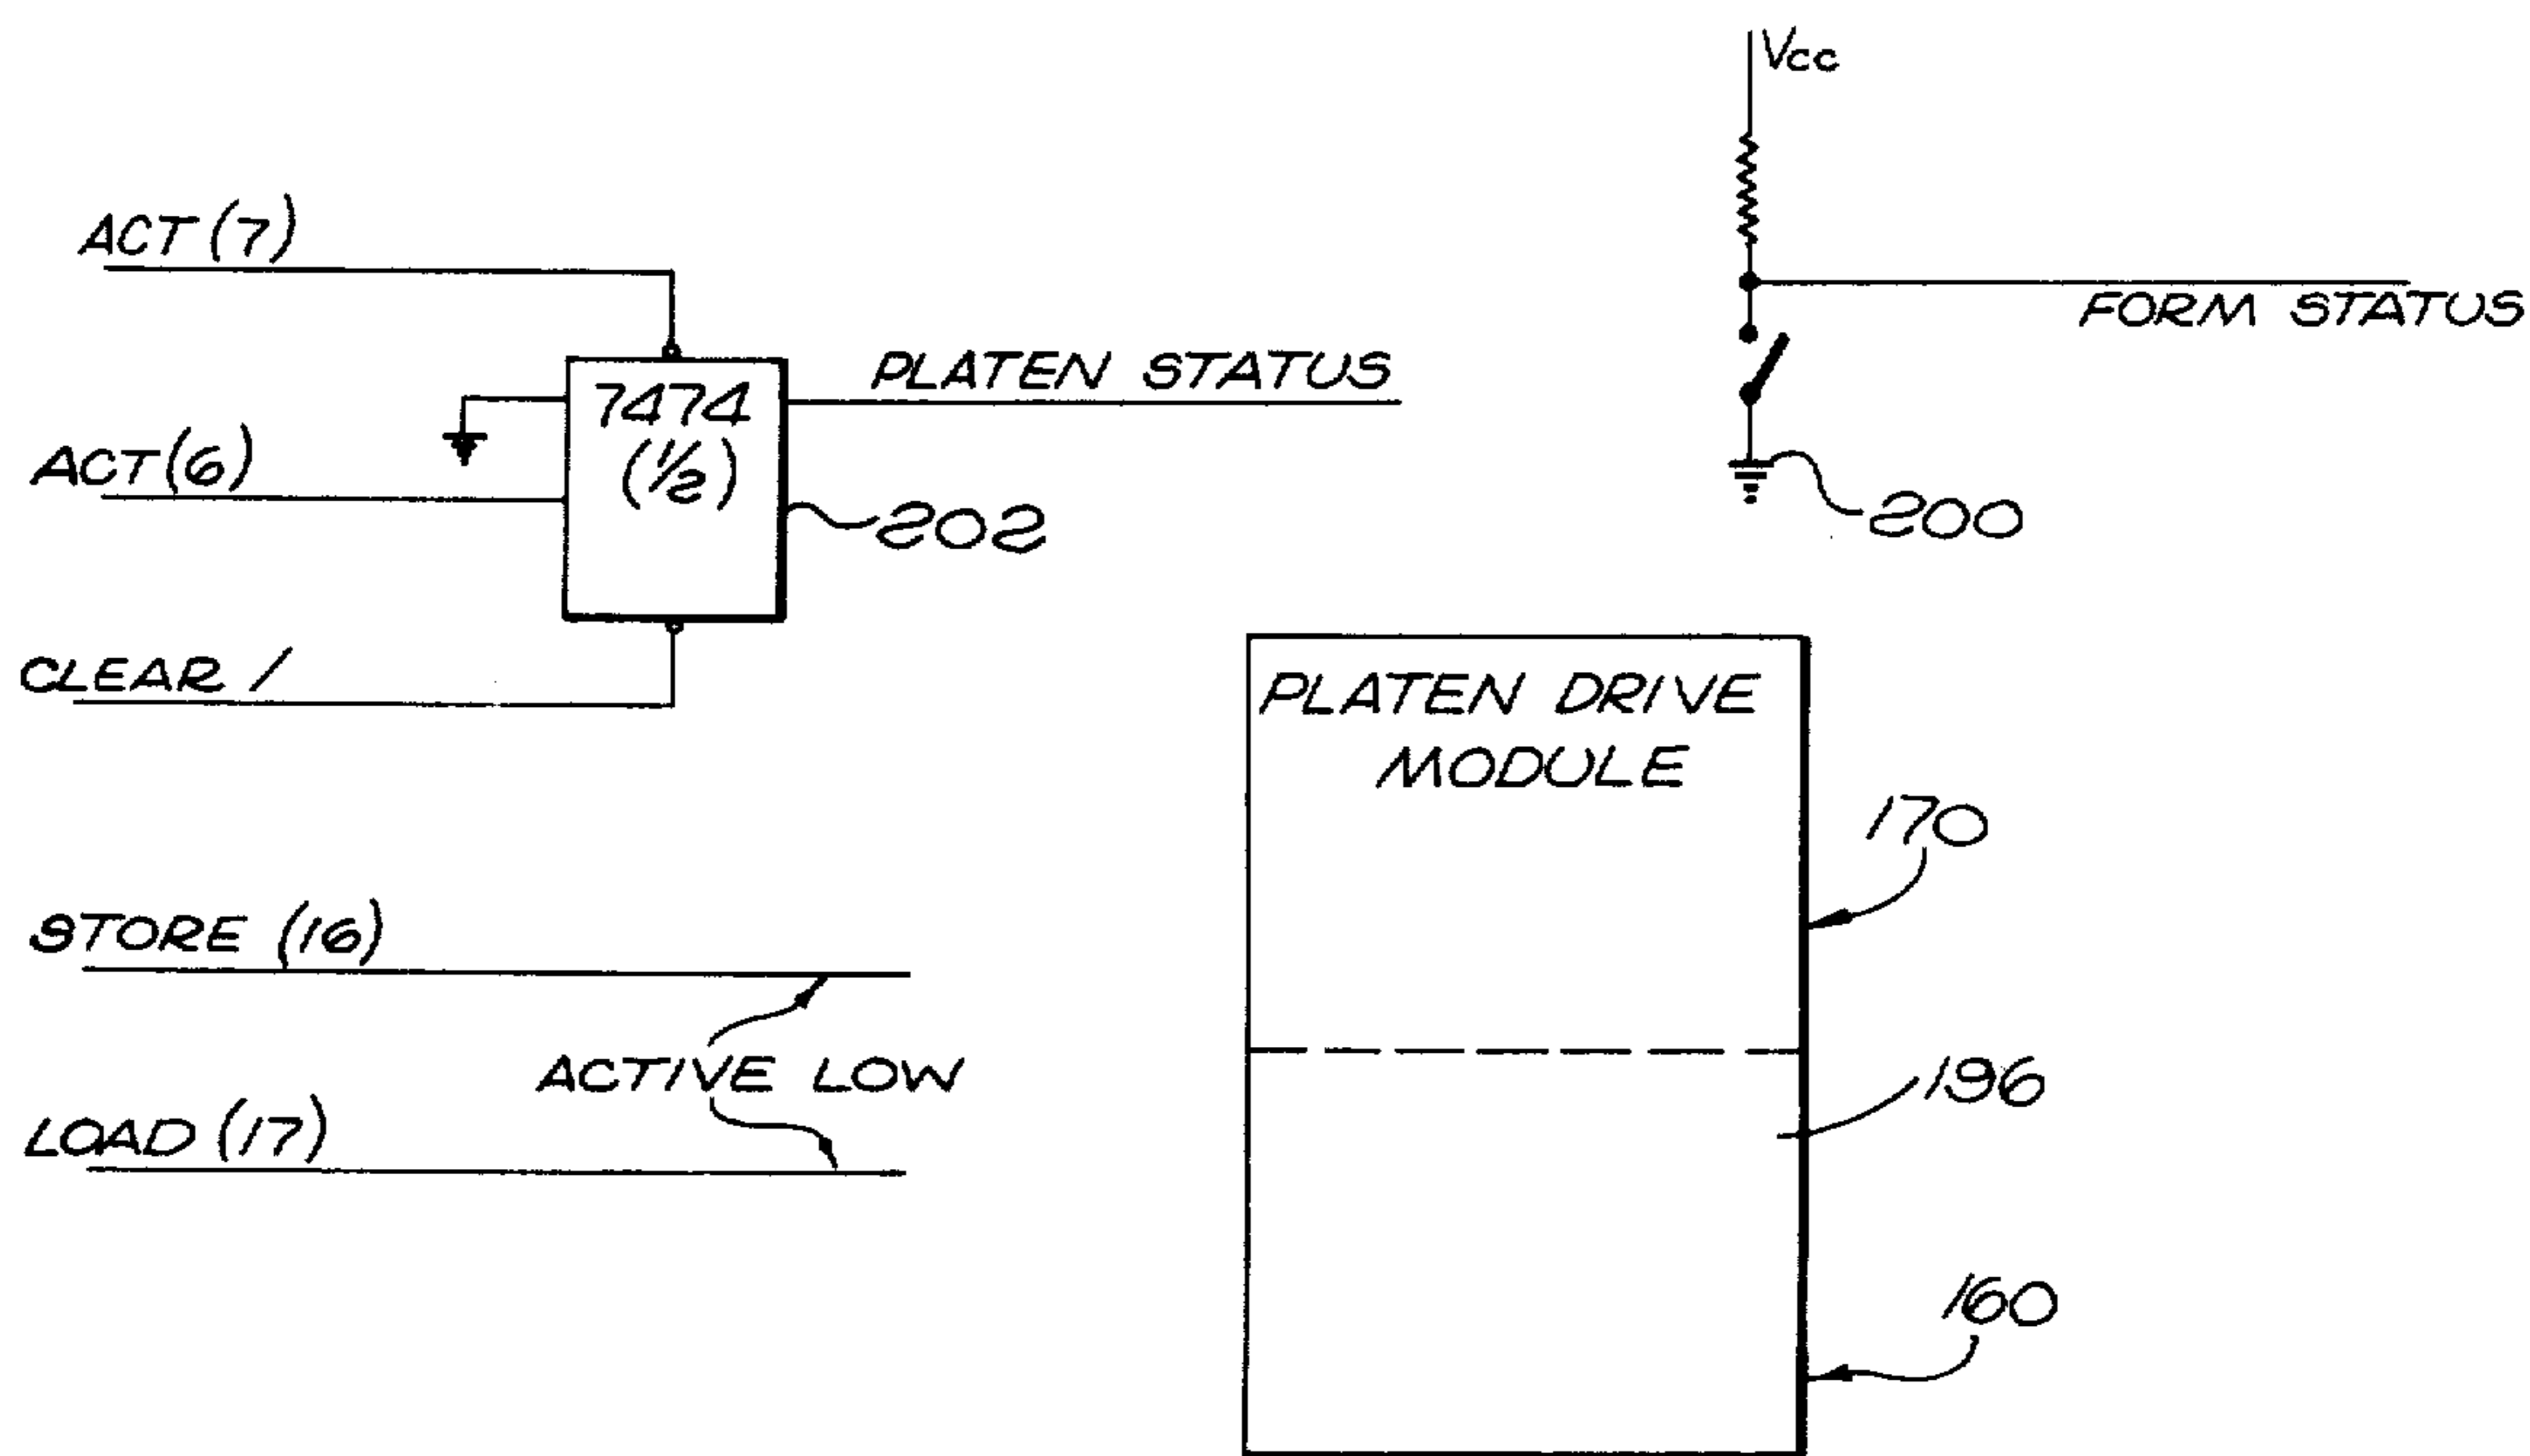 Vcc
ACT (7)
FORM STATUS
PLATEN STATUS
7474
(1/2)
ACT (6)
202
200
CLEAR /
PLATEN DRIVE
MODULE
170
STORE (16)
ACTIVE LOW
196
LOAD (17)
160